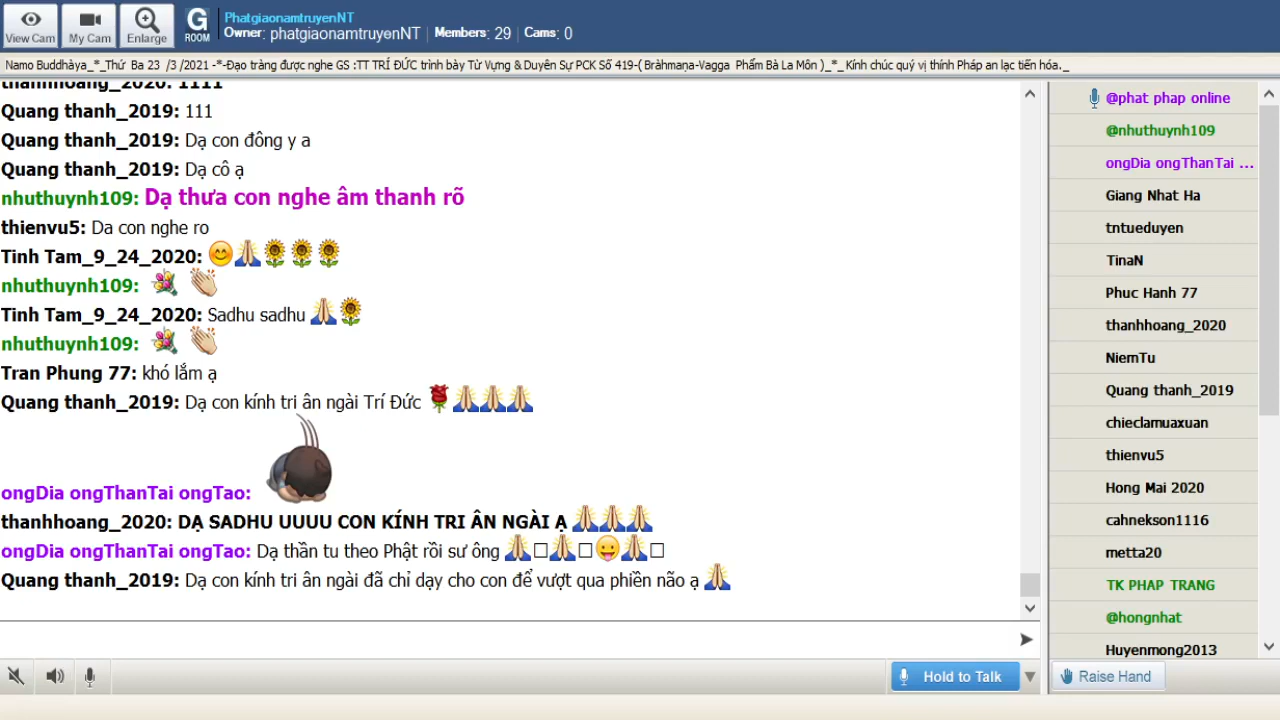 View Cam
My Cam
Enlarge
G
ROOM
PhatgiaonamtruyenNT
Owner: phatgiaonamtruyenNT | Members: 29 | Cams: 0
Namo Buddhàya_*_Thứ Ba 23 /3 /2021 -*-Đạo tràng được nghe GS :TT TRÍ ĐỨC trình bày Từ Vựng & Duyên Sự PCK Số 419-( Bràhmaṇa-Vagga Phẩm Bà La Môn )_*_ Kính chúc quý vị thính Pháp an lạc tiến hóa._
thanhhoang_2020: 1111
Quang thanh_2019: 111
Quang thanh_2019: Dạ con đông y a
Quang thanh_2019: Dạ cô ạ
nhuthuynh109: Dạ thưa con nghe âm thanh rõ
thienvu5: Da con nghe ro
Tinh Tam_9_24_2020: 😊🙏🌻🌻🌻
nhuthuynh109: 💐 👏
Tinh Tam_9_24_2020: Sadhu sadhu 🙏🌻
nhuthuynh109: 💐 👏
Tran Phung 77: khó lắm ạ
Quang thanh_2019: Dạ con kính tri ân ngài Trí Đức 🌹🙏🙏🙏
ongDia ongThanTai ongTao:
thanhhoang_2020: DẠ SADHU UUUU CON KÍNH TRI ÂN NGÀI Ạ 🙏🙏🙏
ongDia ongThanTai ongTao: Dạ thần tu theo Phật rồi sư ông 🙏□🙏□😛🙏□
Quang thanh_2019: Dạ con kính tri ân ngài đã chỉ dạy cho con để vượt qua phiền não ạ 🙏
Hold to Talk
@phat phap online
@nhuthuynh109
ongDia ongThanTai ...
Giang Nhat Ha
tntueduyen
TinaN
Phuc Hanh 77
thanhhoang_2020
NiemTu
Quang thanh_2019
chieclamuaxuan
thienvu5
Hong Mai 2020
cahnekson1116
metta20
TK PHAP TRANG
@hongnhat
Huyenmong2013
Raise Hand